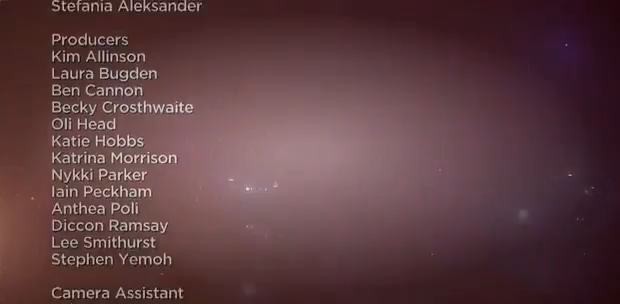 Stefania Aleksander
Producers
Kim Allinson
Laura Bugden
Ben Cannon
Becky Crosthwaite
Oli Head
Katie Hobbs
Katrina Morrison
Nykki Parker
Iain Peckham
Anthea Poli
Diccon Ramsay
Lee Smithurst
Stephen Yemoh
Camera Assistant